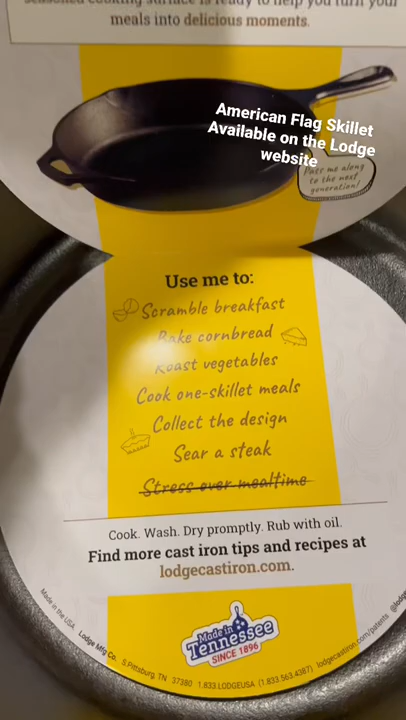 seasoned cooking surface is ready to help you turn your
meals into delicious moments.
American Flag Skillet
Available on the Lodge
website
Pass me along
to the next
generation!
Use me to:
Scramble breakfast
Bake cornbread
Roast vegetables
Cook one-skillet meals
Collect the design
Sear a steak
Stress over mealtime
Cook. Wash. Dry promptly. Rub with oil.
Find more cast iron tips and recipes at
lodgecastiron.com.
Made in
Tennessee
SINCE 1896
Made in the USA. Lodge Mfg Co. S.Pittsburg, TN 37380 1.833.LODGEUSA (1.833.563.4387) lodgecastiron.com/patents